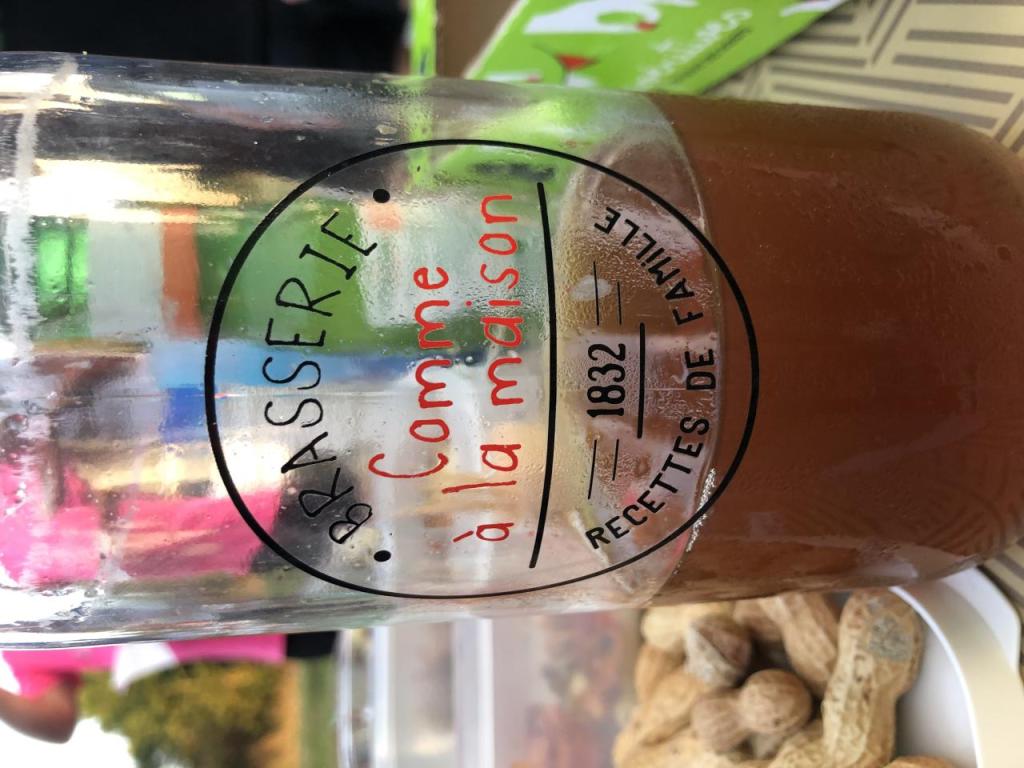 BRASSERIE
Comme
à la maison
1832
RECETTES DE FAMILLE